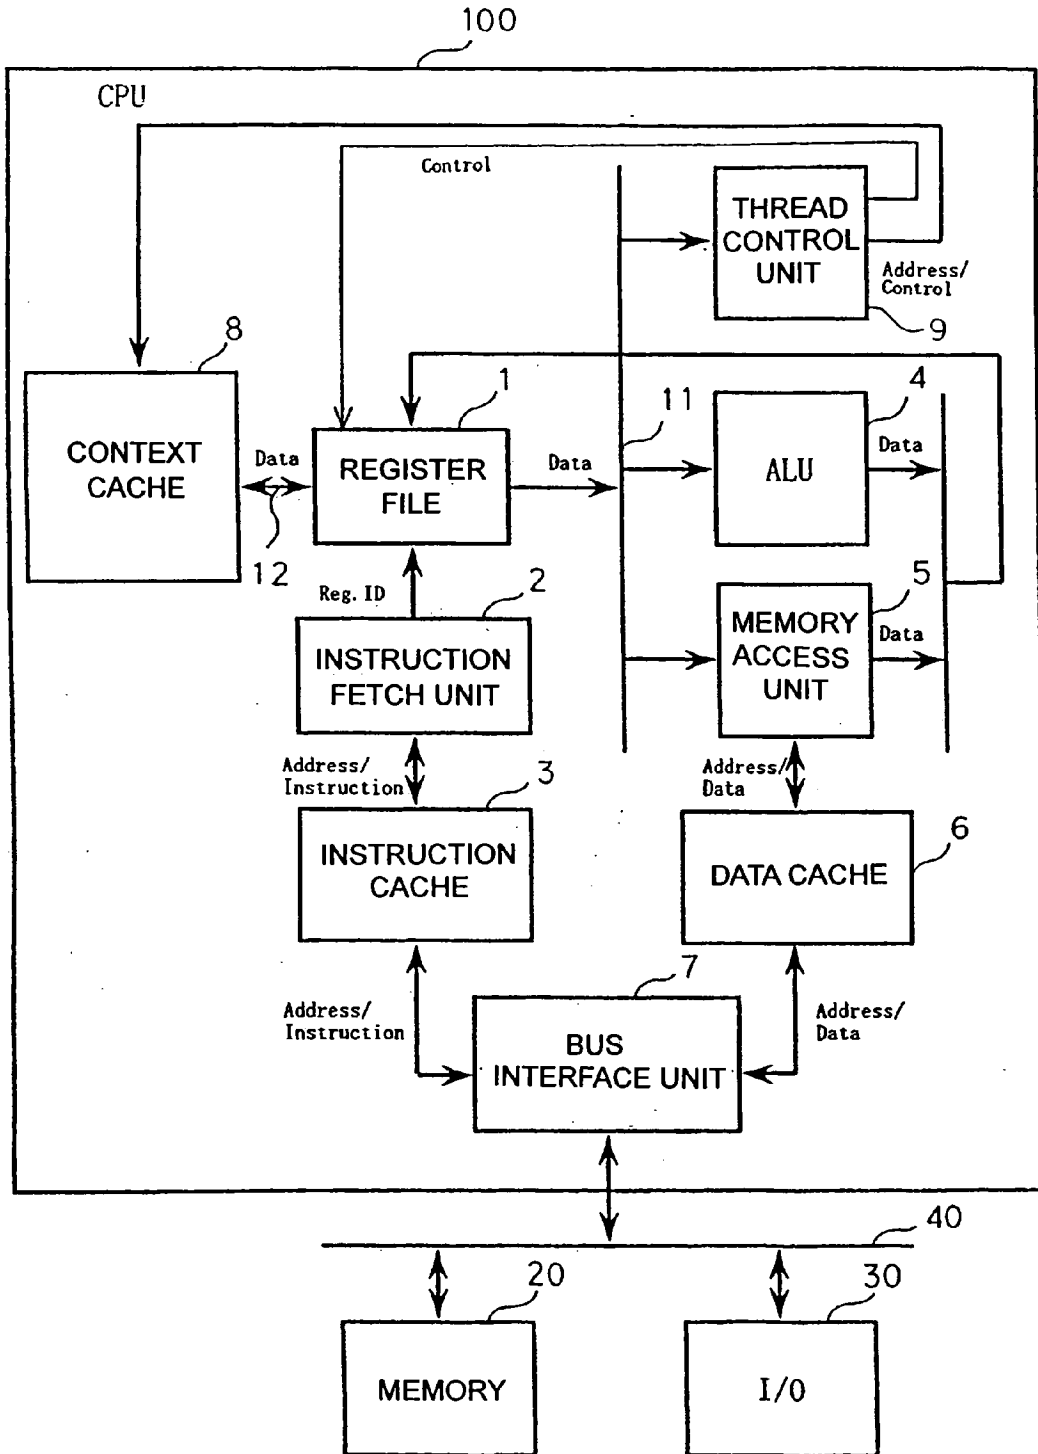 100
CPU
Control
THREAD
CONTROL
UNIT
Address/
Control
9
8
CONTEXT
CACHE
Data
12
1
REGISTER
FILE
Data
11
4
ALU
Data
Reg. ID
2
INSTRUCTION
FETCH UNIT
5
MEMORY
ACCESS
UNIT
Data
Address/
Instruction
3
INSTRUCTION
CACHE
Address/
Data
6
DATA CACHE
Address/
Instruction
7
BUS
INTERFACE UNIT
Address/
Data
40
20
MEMORY
30
I/O